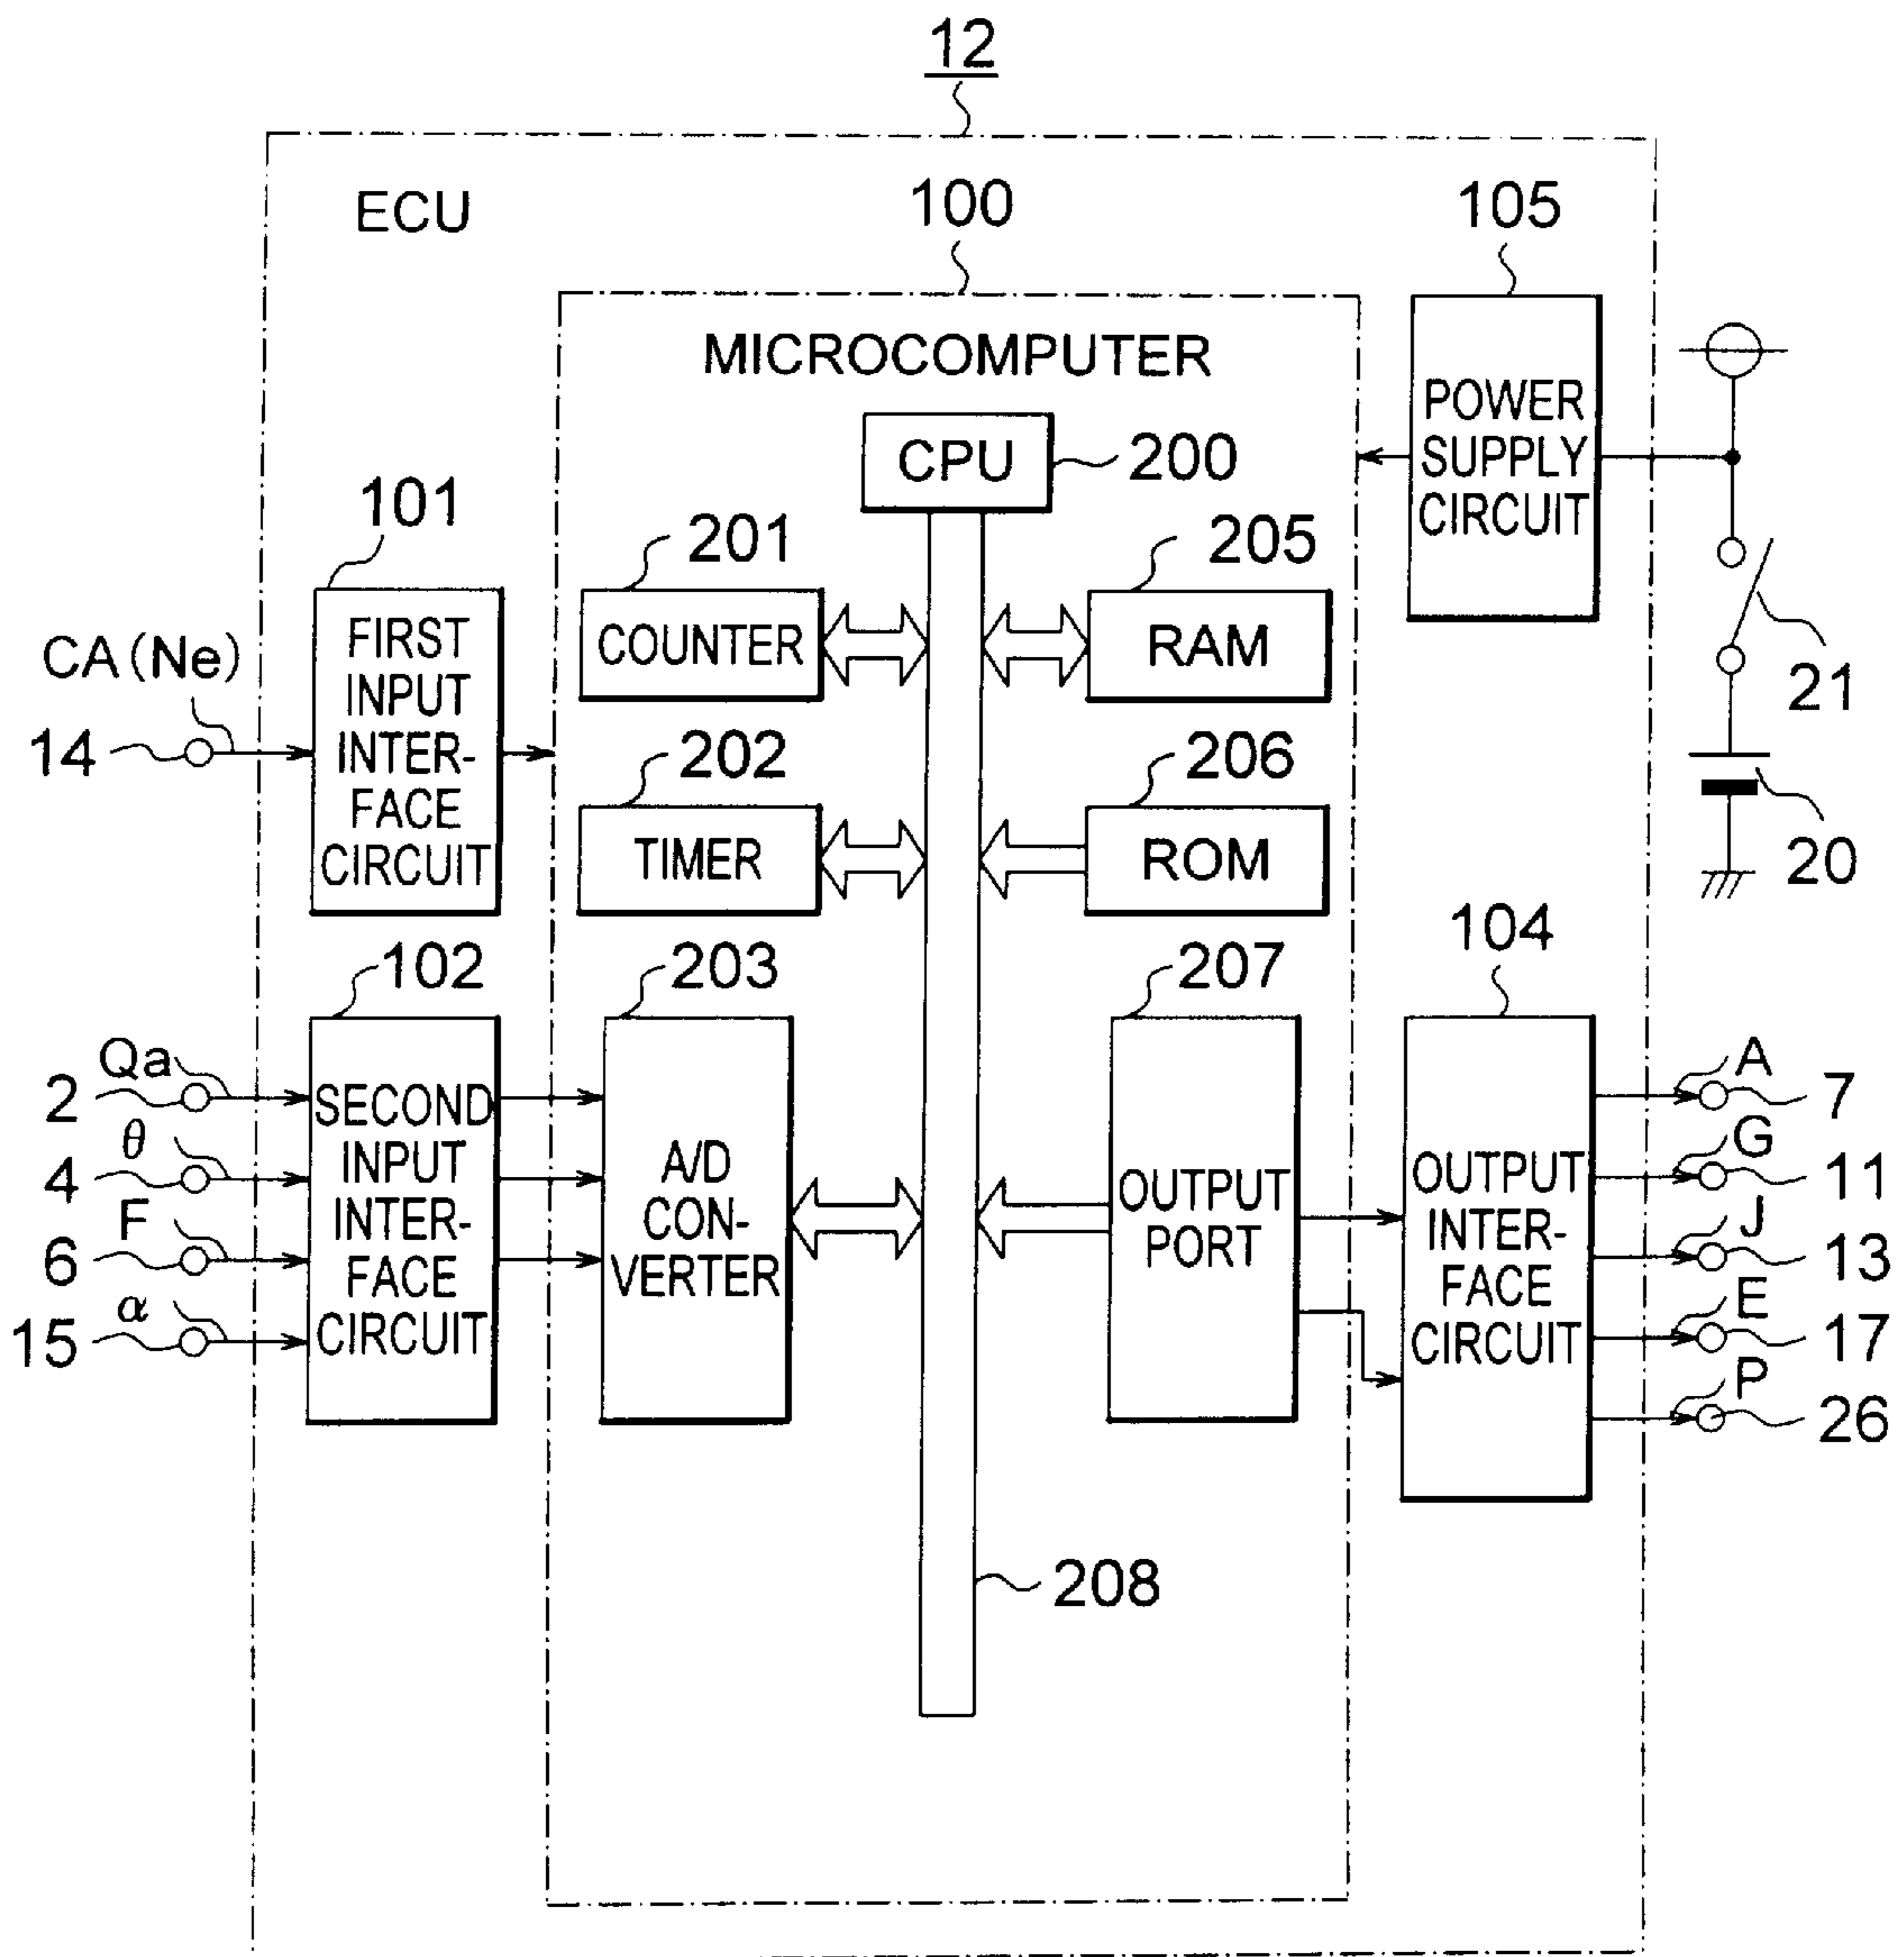 12
ECU
100
105
MICROCOMPUTER
POWER
SUPPLY
CIRCUIT
CPU
200
101
201
205
FIRST
INPUT
INTER-
FACE
CIRCUIT
COUNTER
RAM
CA (Ne)
14
21
202
206
TIMER
ROM
20
102
203
207
104
Qa
2
θ
4
F
6
α
15
SECOND
INPUT
INTER-
FACE
CIRCUIT
A/D
CON-
VERTER
OUTPUT
PORT
OUTPUT
INTER-
FACE
CIRCUIT
A
7
G
11
J
13
E
17
P
26
208